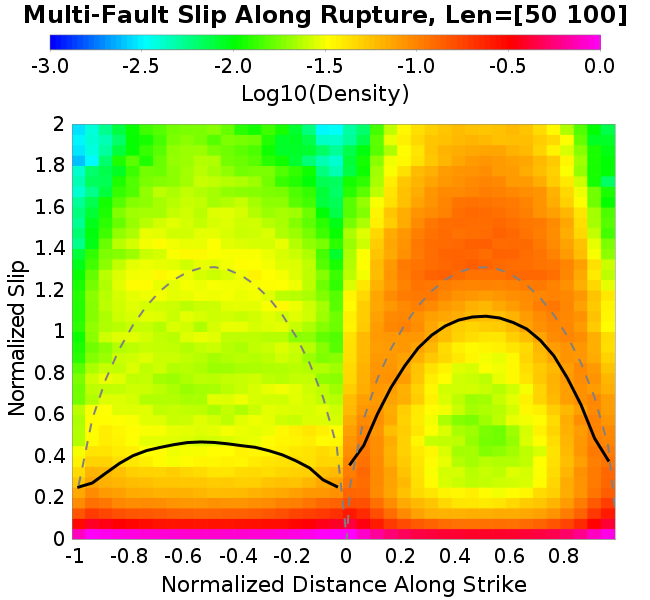 Multi-Fault Slip Along Rupture, Len=[50 100]
-3.0 -2.5 -2.0 -1.5 -1.0 -0.5 0.0
Log10(Density)
2
1.8
1.6
1.4
1.2
1
0.8
0.6
0.4
0.2
0
Normalized Slip
-1 -0.8 -0.6 -0.4 -0.2 0 0.2 0.4 0.6 0.8
Normalized Distance Along Strike